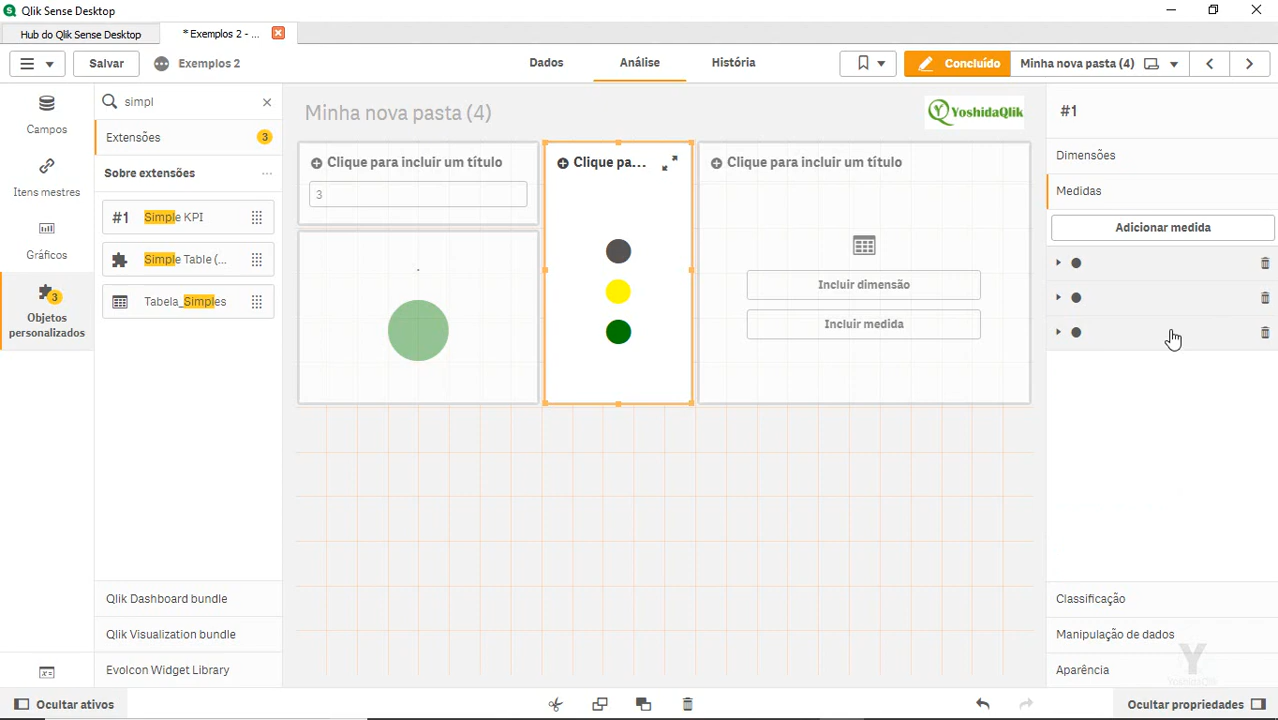 Qlik Sense Desktop
Hub do Qlik Sense Desktop
* Exemplos 2 - ...
Salvar
Exemplos 2
Dados
Análise
História
Concluído
Minha nova pasta (4)
Campos
Itens mestres
Gráficos
3
Objetos personalizados
simpl
Extensões
3
Sobre extensões
...
#1 Simple KPI
Simple Table (...
Tabela_Simples
Qlik Dashboard bundle
Qlik Visualization bundle
EvoIcon Widget Library
Minha nova pasta (4)
YoshidaQlik
Clique para incluir um título
3
Clique pa...
Clique para incluir um título
Incluir dimensão
Incluir medida
#1
Dimensões
Medidas
Adicionar medida
Classificação
Manipulação de dados
Aparência
YoshidaQlik
Ocultar ativos
Ocultar propriedades